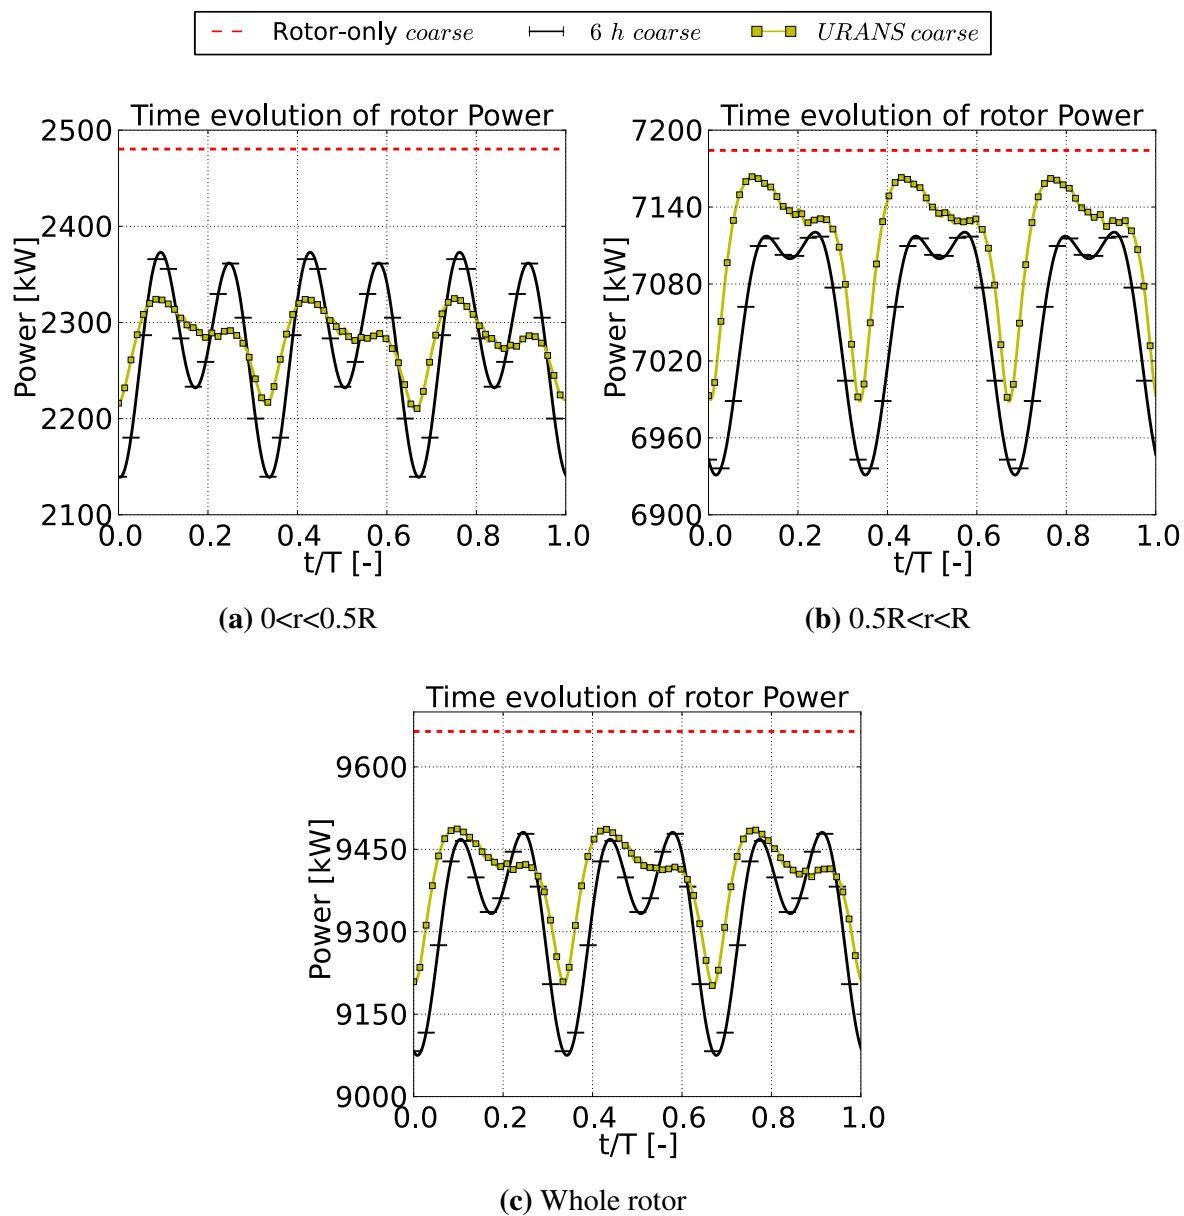 Rotor-only coarse 6 h coarse URANS coarse
Time evolution of rotor Power Time evolution of rotor Power
2500 7200
2400 7140
2300 7080
2200 7020
2100 6960
6900
Power [kW] Power [kW]
0.0 0.2 0.4 0.6 0.8 1.0 0.0 0.2 0.4 0.6 0.8 1.0
t/T [-] t/T [-]
(a) 0<r<0.5R (b) 0.5R<r<R
Time evolution of rotor Power
9600
9450
9300
9150
9000
Power [kW]
0.0 0.2 0.4 0.6 0.8 1.0
t/T [-]
(c) Whole rotor